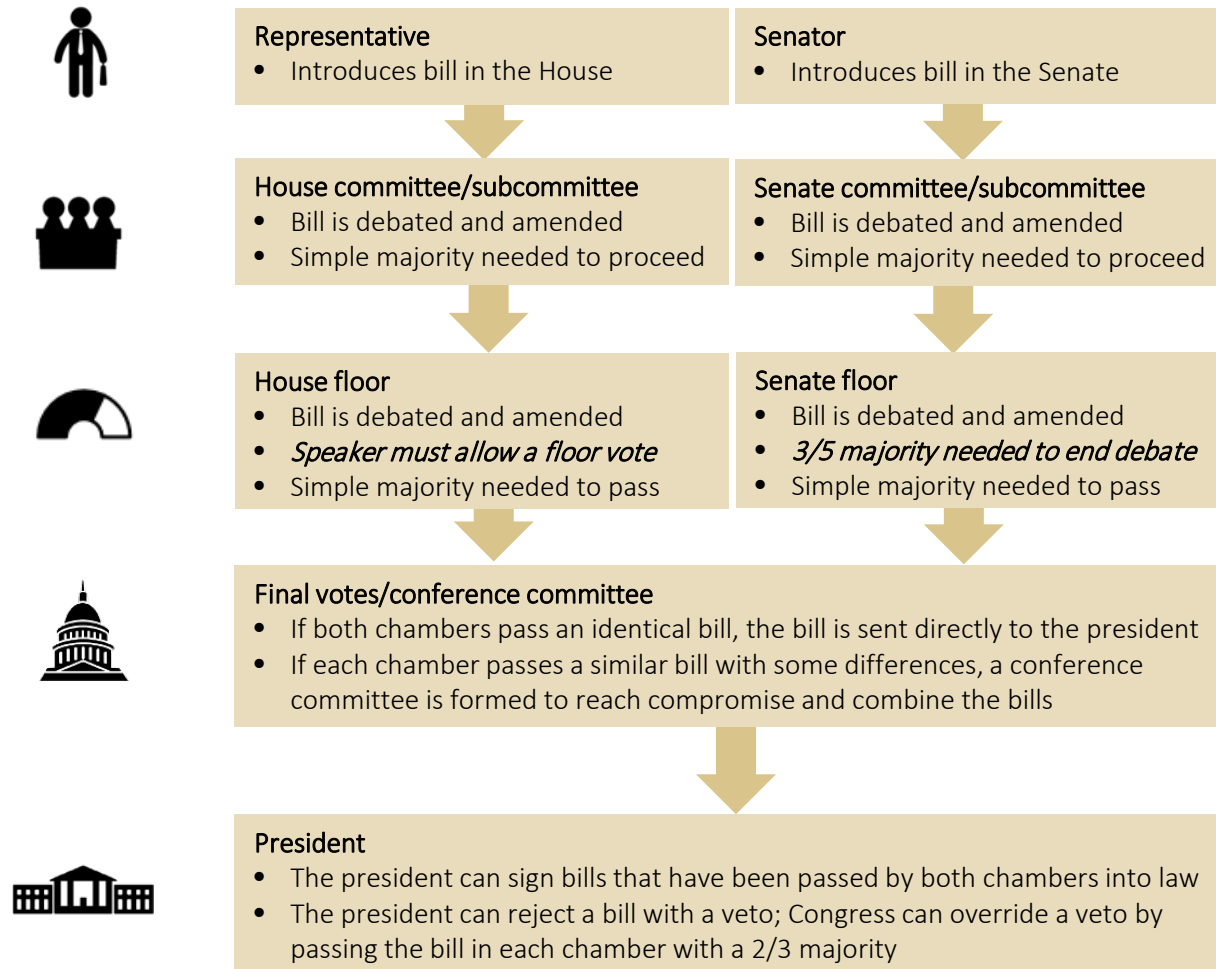 Representative
• Introduces bill in the House
Senator
• Introduces bill in the Senate
House committee/subcommittee
• Bill is debated and amended
• Simple majority needed to proceed
Senate committee/subcommittee
• Bill is debated and amended
• Simple majority needed to proceed
House floor
• Bill is debated and amended
• Speaker must allow a floor vote
• Simple majority needed to pass
Senate floor
• Bill is debated and amended
• 3/5 majority needed to end debate
• Simple majority needed to pass
Final votes/conference committee
• If both chambers pass an identical bill, the bill is sent directly to the president
• If each chamber passes a similar bill with some differences, a conference
committee is formed to reach compromise and combine the bills
President
• The president can sign bills that have been passed by both chambers into law
• The president can reject a bill with a veto; Congress can override a veto by
passing the bill in each chamber with a 2/3 majority